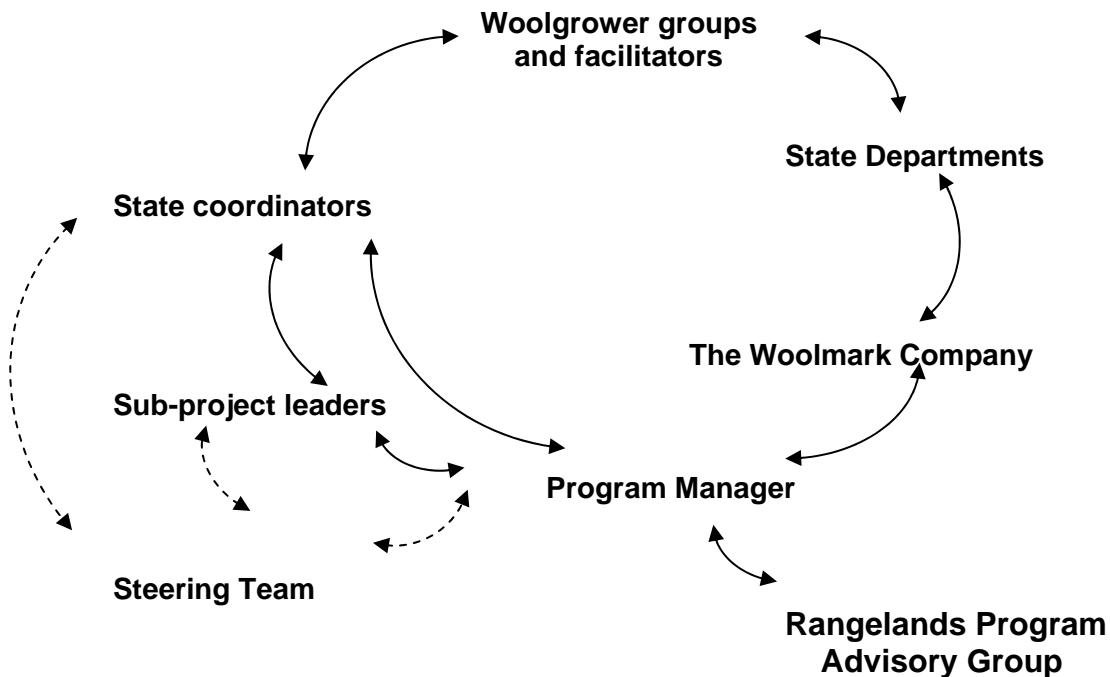 Woolgrower groups
and facilitators
State Departments
State coordinators
The Woolmark Company
Sub-project leaders
Program Manager
Steering Team
Rangelands Program
Advisory Group